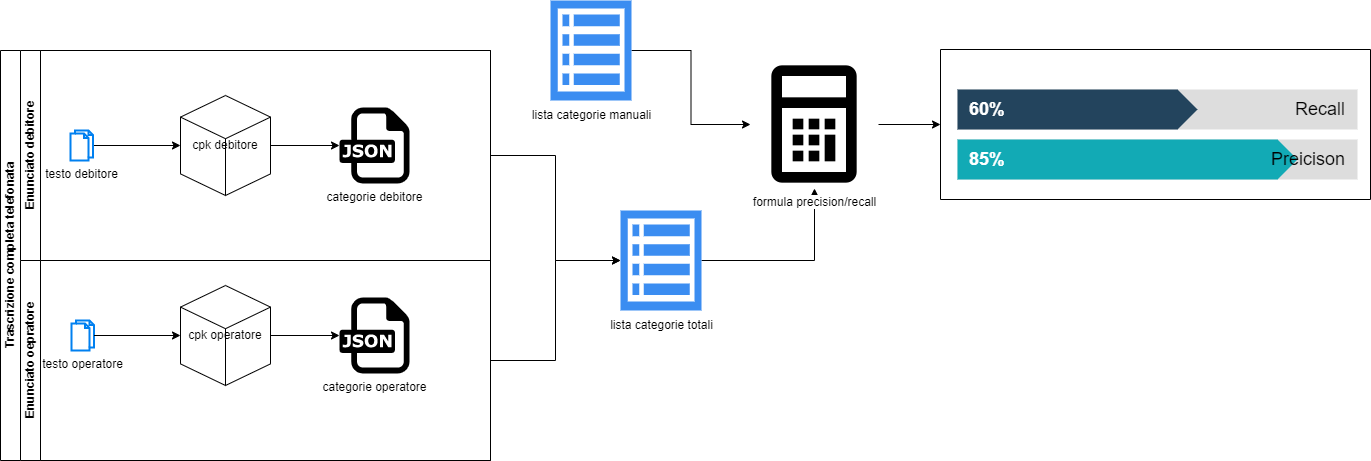 Trascrizione completa telefonata
Enunciato debitore
testo debitore
cpk debitore
JSON
categorie debitore
Enunciato oepratore
testo operatore
cpk operatore
JSON
categorie operatore
lista categorie manuali
lista categorie totali
formula precision/recall
60% Recall
85% Preicison